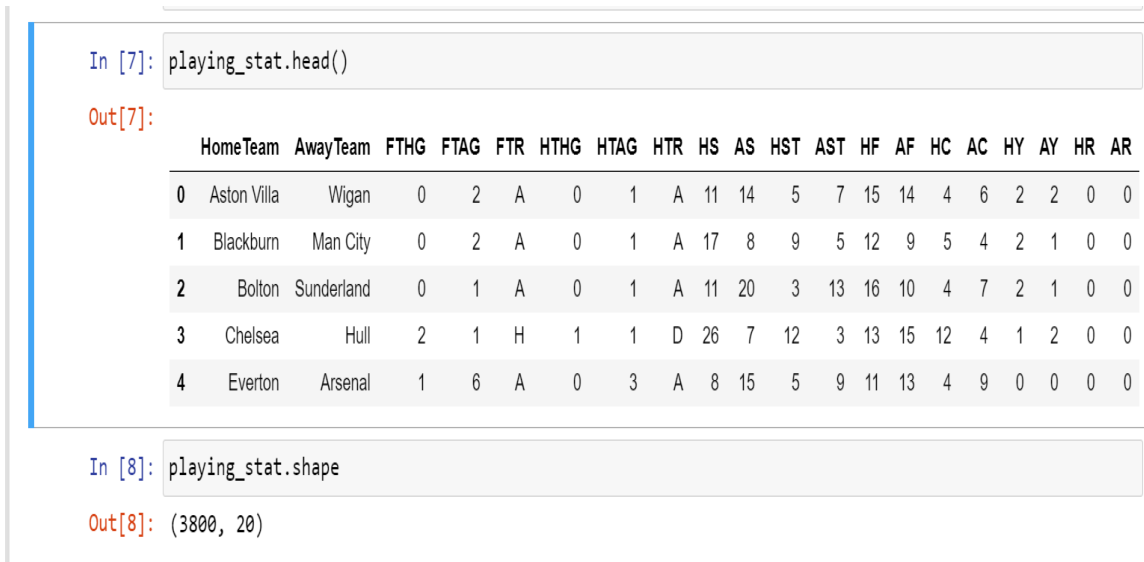 In [7]: playing_stat.head()
Out[7]:
HomeTeam AwayTeam FTHG FTAG FTR HTHG HTAG HTR HS AS HST AST HF AF HC AC HY AY HR AR
0 Aston Villa Wigan 0 2 A 0 1 A 11 14 5 7 15 14 4 6 2 2 0 0
1 Blackburn Man City 0 2 A 0 1 A 17 8 9 5 12 9 5 4 2 1 0 0
2 Bolton Sunderland 0 1 A 0 1 A 11 20 3 13 16 10 4 7 2 1 0 0
3 Chelsea Hull 2 1 H 1 1 D 26 7 12 3 13 15 12 4 1 2 0 0
4 Everton Arsenal 1 6 A 0 3 A 8 15 5 9 11 13 4 9 0 0 0 0
In [8]: playing_stat.shape
Out[8]: (3800, 20)